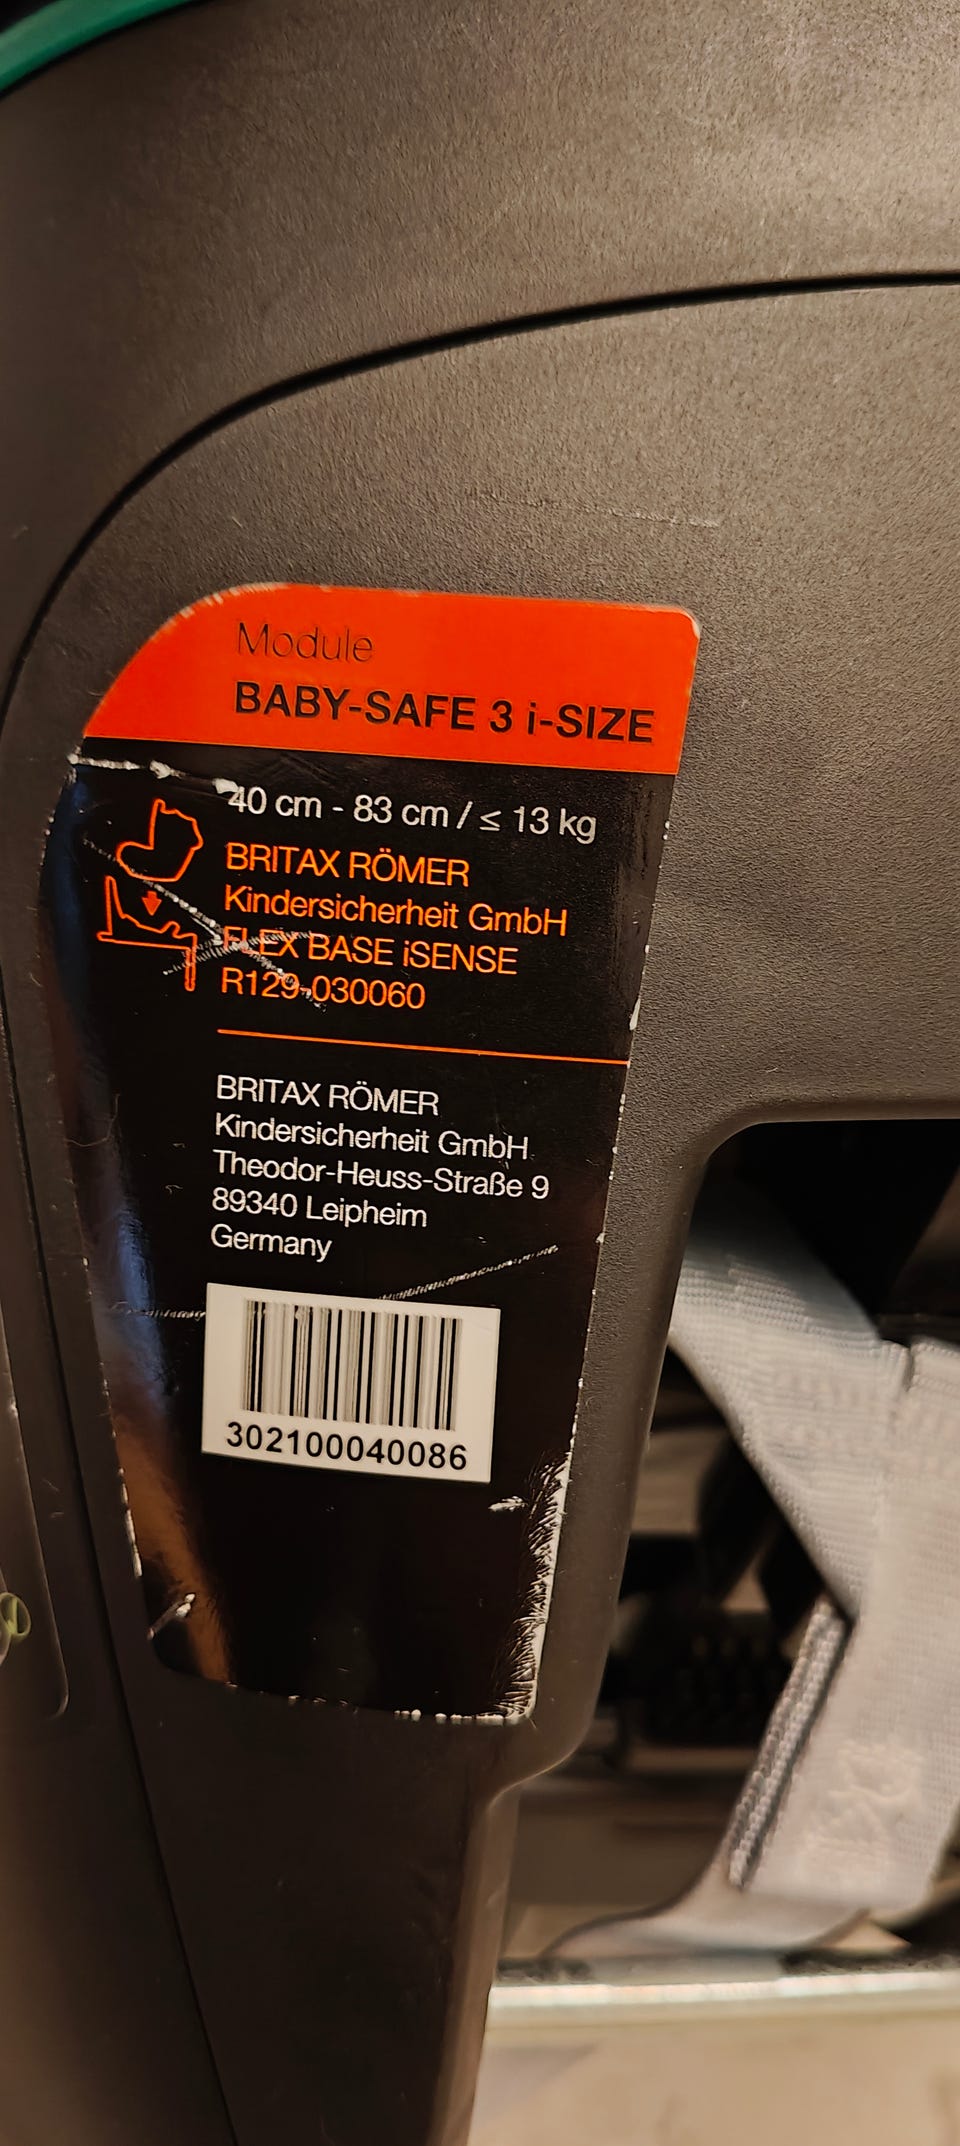 Module
BABY-SAFE 3 i-SIZE
40 cm - 83 cm / ≤ 13 kg
BRITAX RÖMER
Kindersicherheit GmbH
FLEX BASE iSENSE
R129-030060
BRITAX RÖMER
Kindersicherheit GmbH
Theodor-Heuss-Straße 9
89340 Leipheim
Germany
302100040086